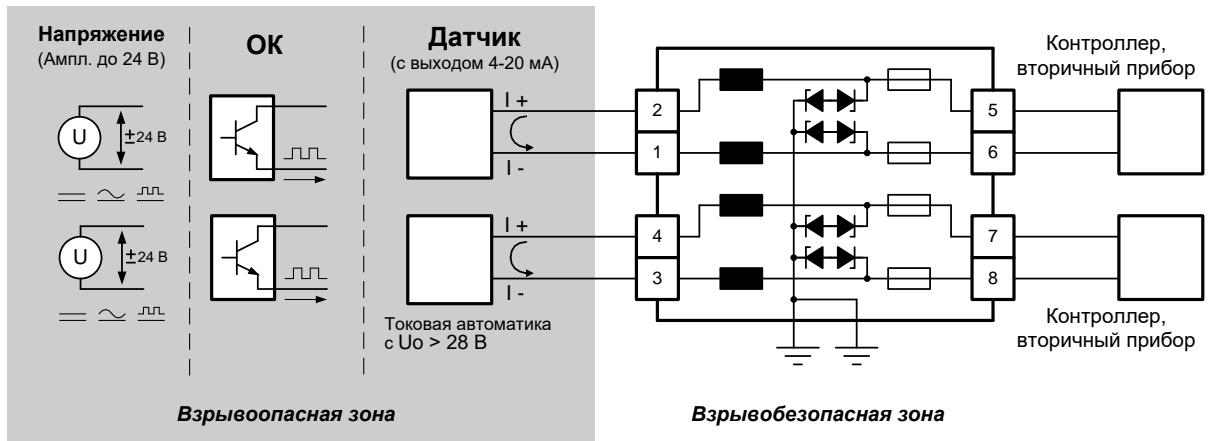 Напряжение
(Ампл. до 24 В)
ОК
Датчик
(с выходом 4-20 мА)
Контроллер,
вторичный прибор
U
±24 В
I +
I -
2
1
5
6
U
±24 В
I +
I -
4
3
7
8
Токовая автоматика
с Uo > 28 В
Контроллер,
вторичный прибор
Взрывоопасная зона
Взрывобезопасная зона